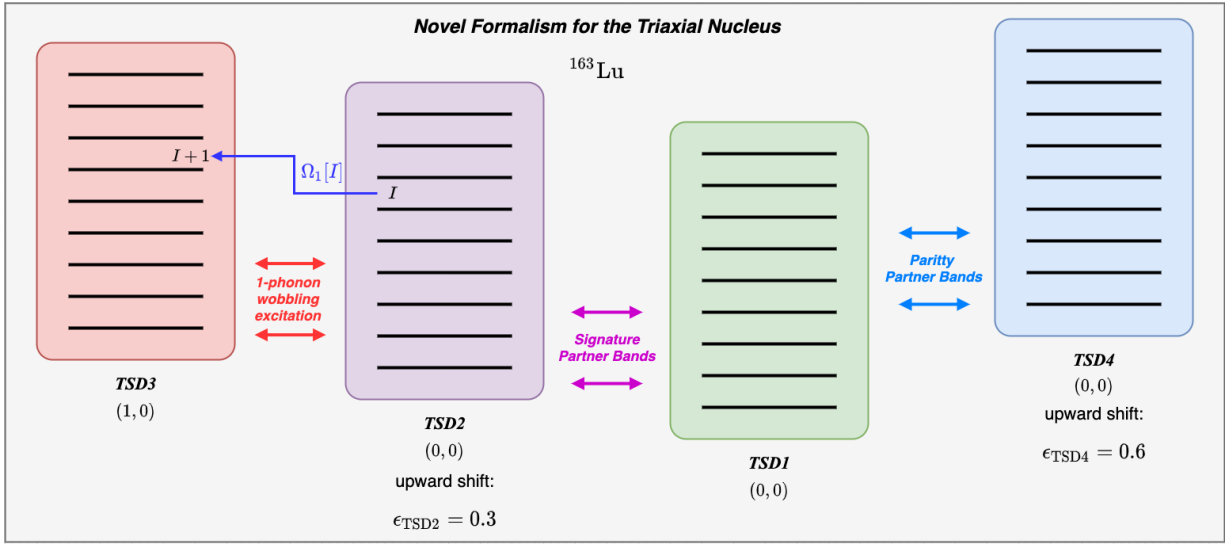 Novel Formalism for the Triaxial Nucleus
¹⁶³Lu
I + 1
Ω₁[I]
I
1-phonon
wobbling
excitation
Signature
Partner Bands
Paritty
Partner Bands
TSD3
(1, 0)
TSD2
(0, 0)
upward shift:
ϵ_TSD2 = 0.3
TSD1
(0, 0)
TSD4
(0, 0)
upward shift:
ϵ_TSD4 = 0.6